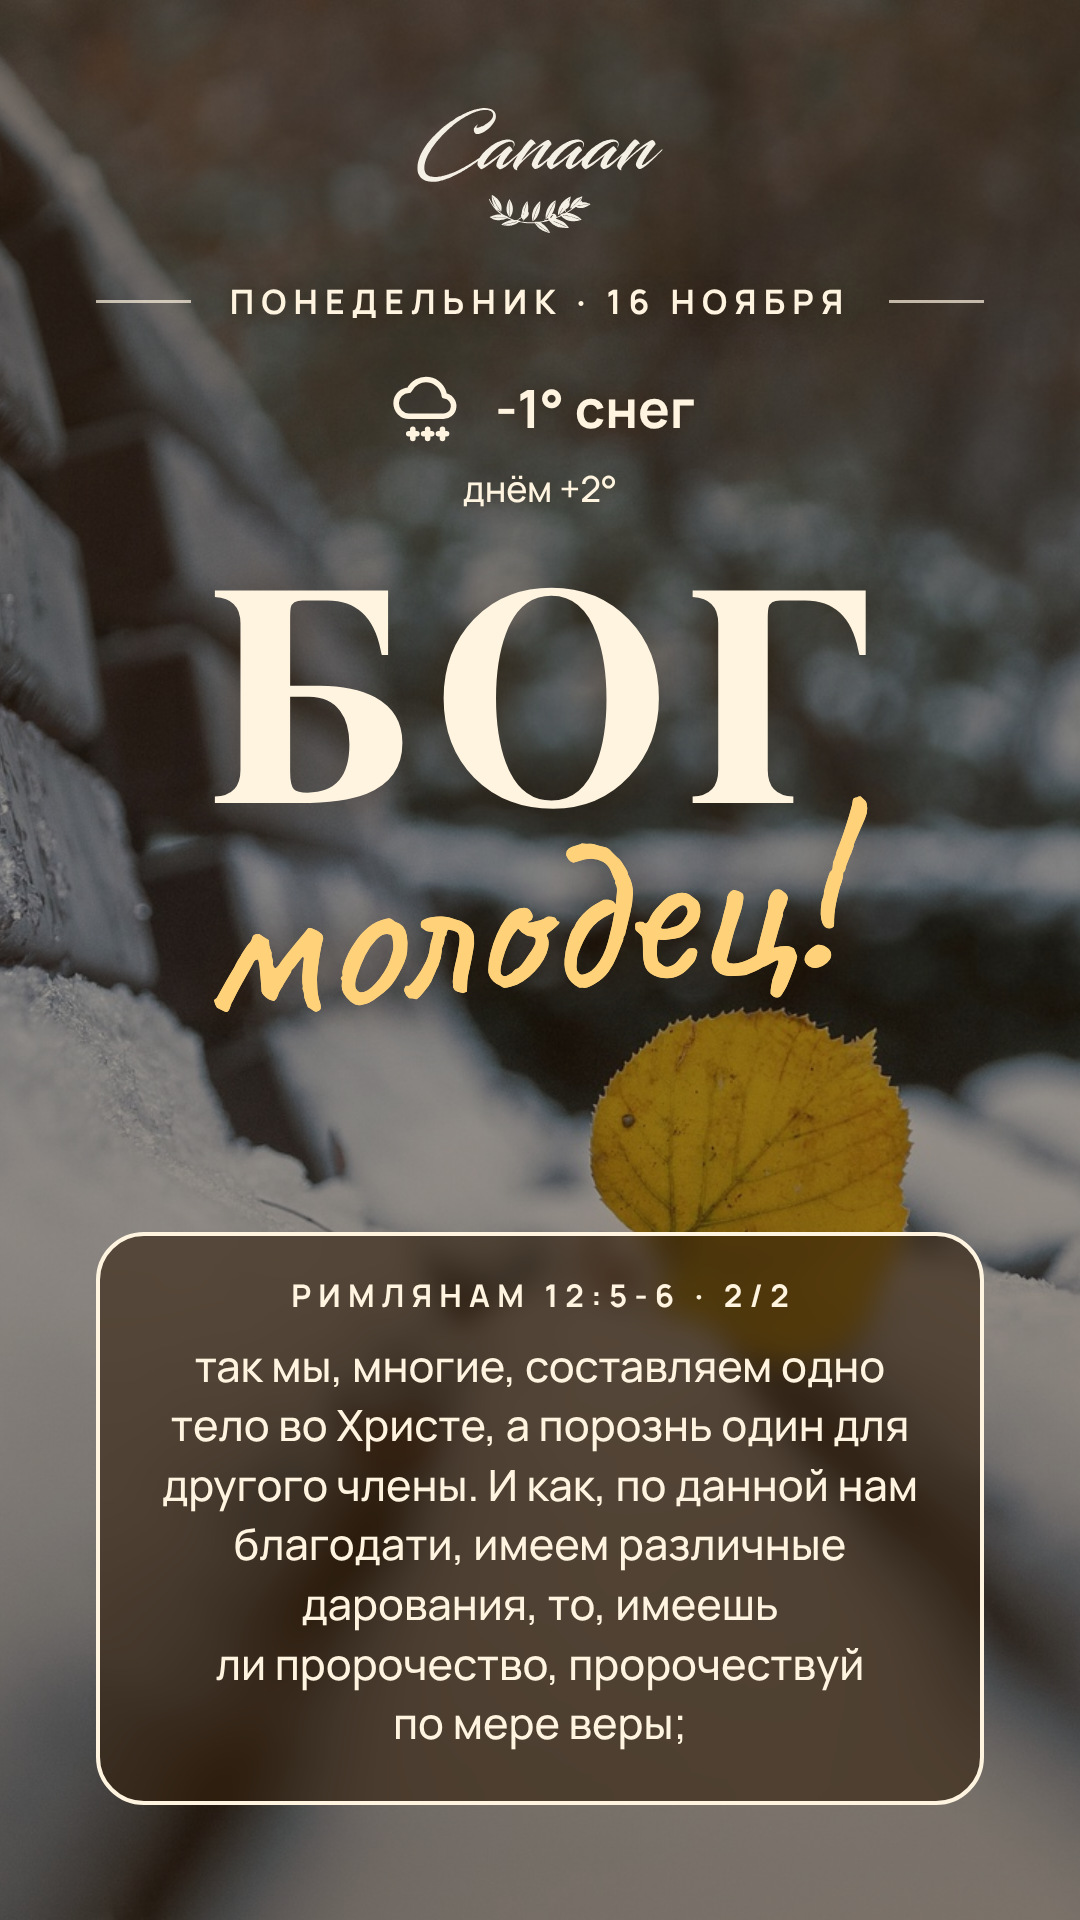 Canaan
ПОНЕДЕЛЬНИК · 16 НОЯБРЯ
-1° снег
днём +2°
БОГ
молодец!
РИМЛЯНАМ 12:5-6 · 2/2
так мы, многие, составляем одно
тело во Христе, а порознь один для
другого члены. И как, по данной нам
благодати, имеем различные
дарования, то, имеешь
ли пророчество, пророчествуй
по мере веры;